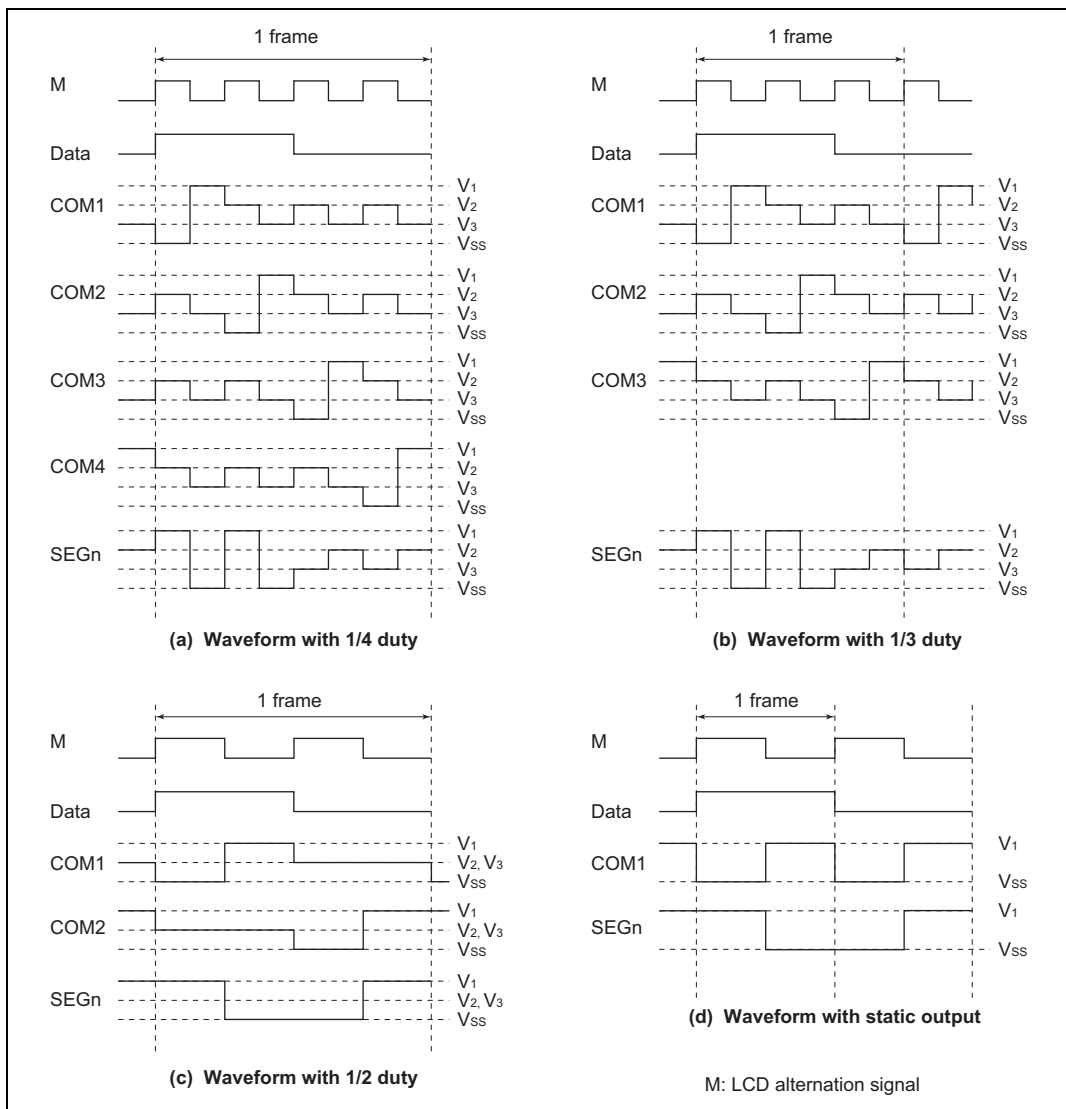 1 frame
M
Data
COM1
V1
V2
V3
VSS
COM2
V1
V2
V3
VSS
COM3
V1
V2
V3
VSS
COM4
V1
V2
V3
VSS
SEGn
V1
V2
V3
VSS
(a) Waveform with 1/4 duty
1 frame
M
Data
COM1
V1
V2
V3
VSS
COM2
V1
V2
V3
VSS
COM3
V1
V2
V3
VSS
SEGn
V1
V2
V3
VSS
(b) Waveform with 1/3 duty
1 frame
M
Data
COM1
V1
V2, V3
VSS
COM2
V1
V2, V3
VSS
SEGn
V1
V2, V3
VSS
(c) Waveform with 1/2 duty
1 frame
M
Data
COM1
V1
VSS
SEGn
V1
VSS
(d) Waveform with static output
M: LCD alternation signal